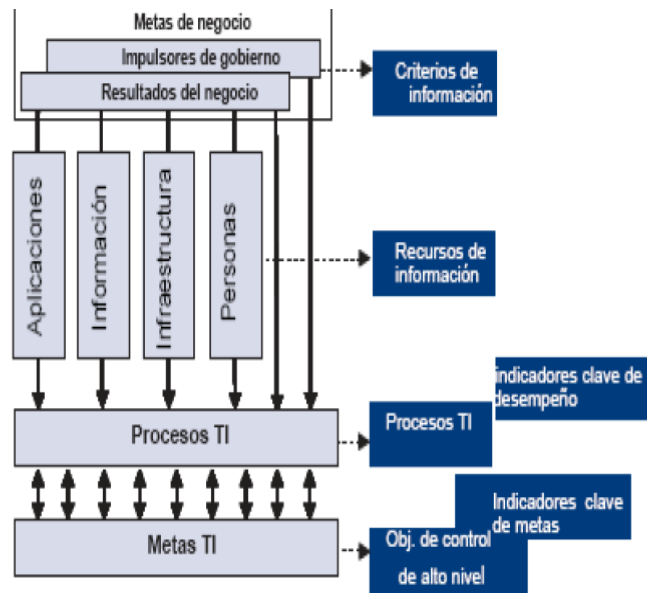 Metas de negocio
Impulsores de gobierno
Resultados del negocio
Criterios de
información
Aplicaciones
Información
Infraestructura
Personas
Recursos de
información
indicadores clave de
desempeño
Procesos TI
Procesos TI
Indicadores clave
de metas
Metas TI
Obj. de control
de alto nivel